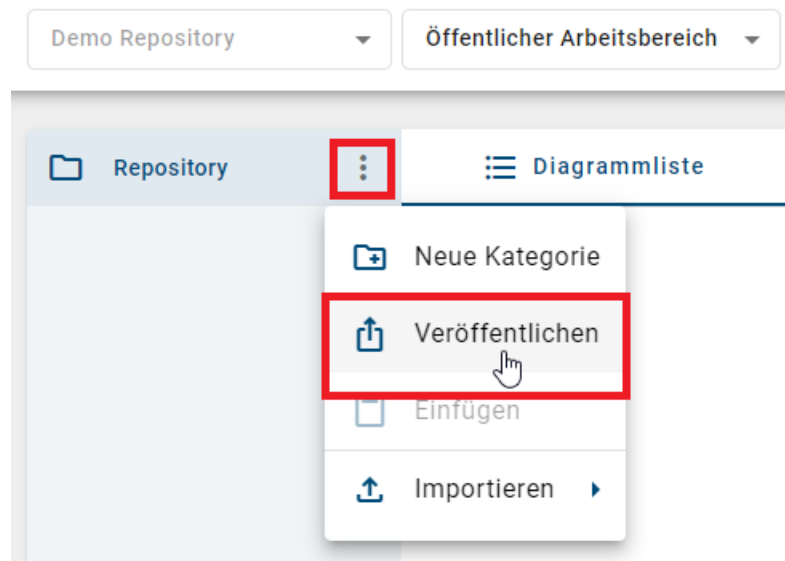 Demo Repository
Öffentlicher Arbeitsbereich
Repository
Diagrammliste
Neue Kategorie
Veröffentlichen
Einfügen
Importieren